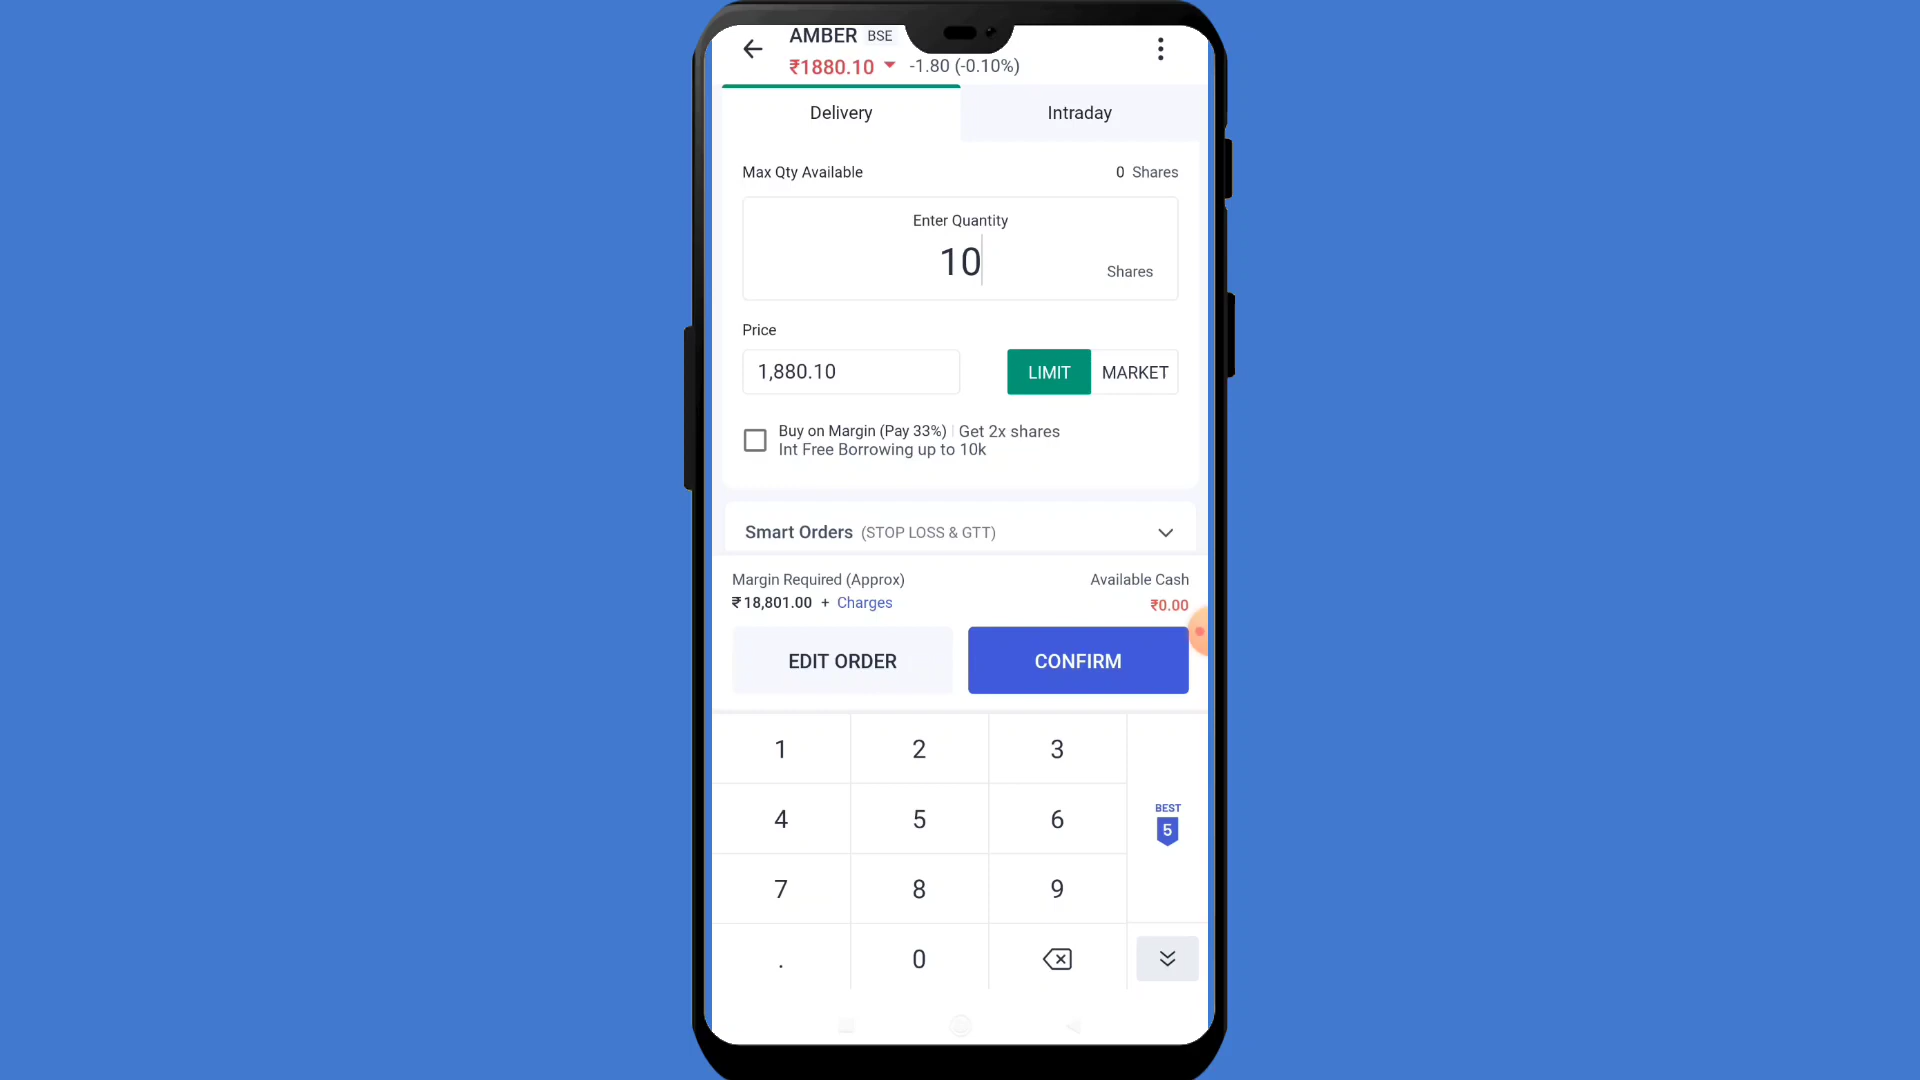 AMBER BSE
₹1880.10 -1.80 (-0.10%)
Delivery Intraday
Max Qty Available 0 Shares
Enter Quantity
10
Shares
Price
1,880.10 LIMIT MARKET
Buy on Margin (Pay 33%) | Get 2x shares
Int Free Borrowing up to 10k
Smart Orders (STOP LOSS & GTT)
Margin Required (Approx) Available Cash
₹18,801.00 + Charges ₹0.00
EDIT ORDER CONFIRM
1 2 3
BEST
4 5 6 5
7 8 9
. 0